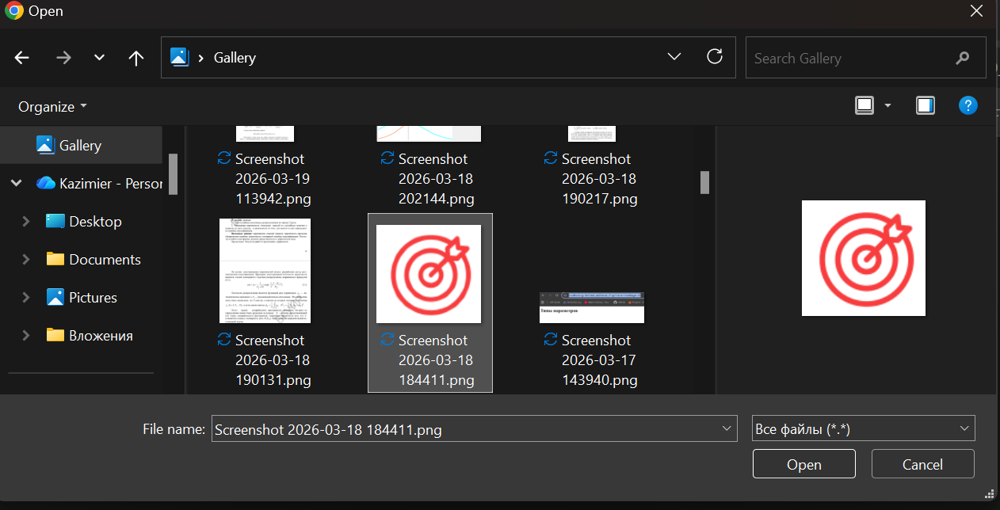 Open
Gallery
Search Gallery
Organize
?
Gallery
Kazimier - Person
Desktop
Documents
Pictures
Вложения
Screenshot
2026-03-19
113942.png
Screenshot
2026-03-18
202144.png
Screenshot
2026-03-18
190217.png
Screenshot
2026-03-18
190131.png
Screenshot
2026-03-18
184411.png
Типы параметров
Screenshot
2026-03-17
143940.png
File name:
Screenshot 2026-03-18 184411.png
Все файлы (*.*)
Open
Cancel